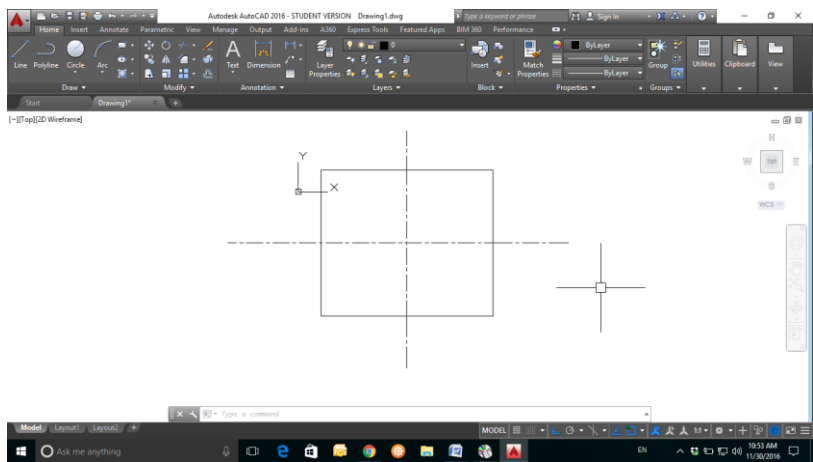 Autodesk AutoCAD 2016 - STUDENT VERSION Drawing1.dwg Type a keyword or phrase Sign In
Home Insert Annotate Parametric View Manage Output Add-ins A360 Express Tools Featured Apps BIM 360 Performance
0 ByLayer
ByLayer
ByLayer
Line Polyline Circle Arc Text Dimension Layer Properties Insert Match Properties Group Utilities Clipboard View
Draw Modify Annotation Layers Block Properties Groups
Start Drawing1* +
[-][Top][2D Wireframe]
N
W TOP E
S
WCS
Y
X
Type a command
Model Layout1 Layout2 + MODEL 1:1
Ask me anything EN 10:53 AM
11/30/2016